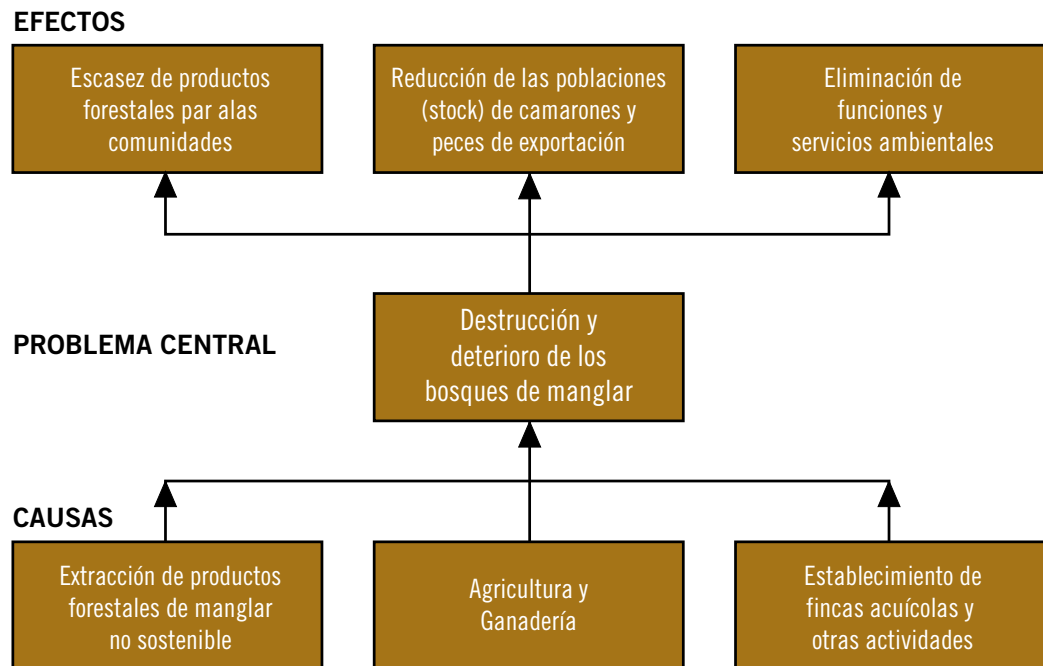 EFECTOS
Escasez de productos
forestales par alas
comunidades
Reducción de las poblaciones
(stock) de camarones y
peces de exportación
Eliminación de
funciones y
servicios ambientales
PROBLEMA CENTRAL
Destrucción y
deterioro de los
bosques de manglar
CAUSAS
Extracción de productos
forestales de manglar
no sostenible
Agricultura y
Ganadería
Establecimiento de
fincas acuícolas y
otras actividades